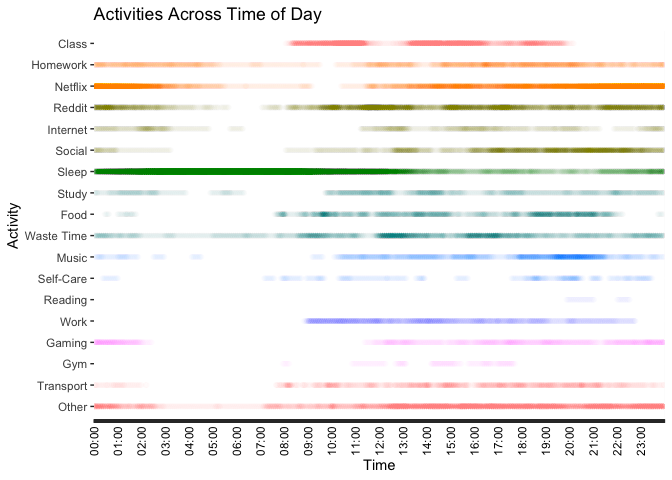 Activities Across Time of Day
Activity
Class
Homework
Netflix
Reddit
Internet
Social
Sleep
Study
Food
Waste Time
Music
Self-Care
Reading
Work
Gaming
Gym
Transport
Other
00:00
01:00
02:00
03:00
04:00
05:00
06:00
07:00
08:00
09:00
10:00
11:00
12:00
13:00
14:00
15:00
16:00
17:00
18:00
19:00
20:00
21:00
22:00
23:00
Time